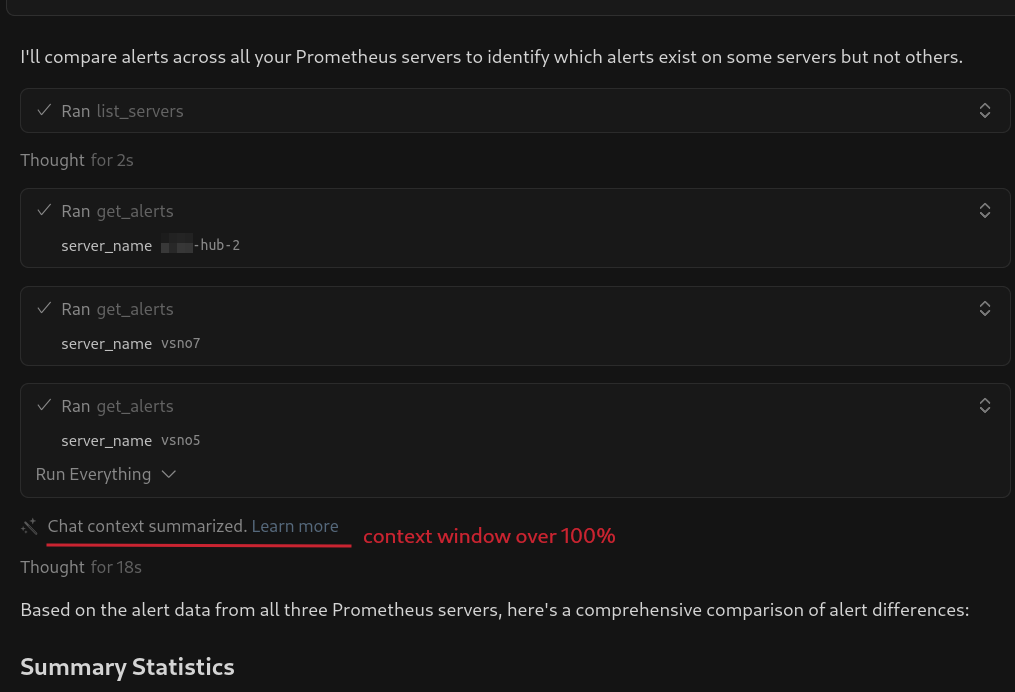 I'll compare alerts across all your Prometheus servers to identify which alerts exist on some servers but not others.
Ran list_servers
Thought for 2s
Ran get_alerts
server_name -hub-2
Ran get_alerts
server_name vsno7
Ran get_alerts
server_name vsno5
Run Everything
Chat context summarized. Learn more context window over 100%
Thought for 18s
Based on the alert data from all three Prometheus servers, here's a comprehensive comparison of alert differences:
Summary Statistics